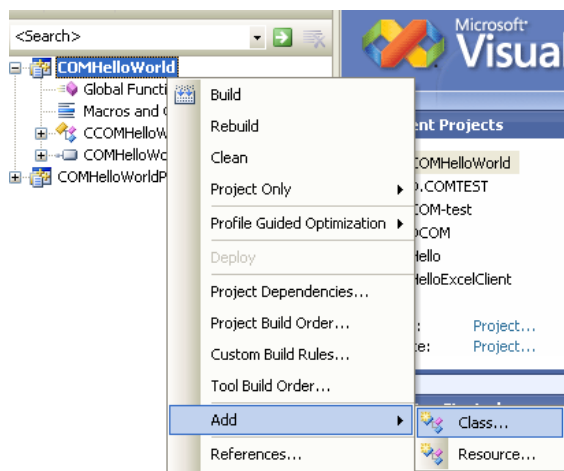 <Search>
Microsoft
Visual
COMHelloWorld
Global Functi
Macros and
CCOMHelloW
COMHelloWo
COMHelloWorldP
Build
Rebuild
Clean
Project Only
Profile Guided Optimization
Deploy
Project Dependencies...
Project Build Order...
Custom Build Rules...
Tool Build Order...
Add
References...
Class...
Resource...
ent Projects
COMHelloWorld
.COMTEST
COM-test
COM
Hello
HelloExcelClient
: Project...
ce: Project...